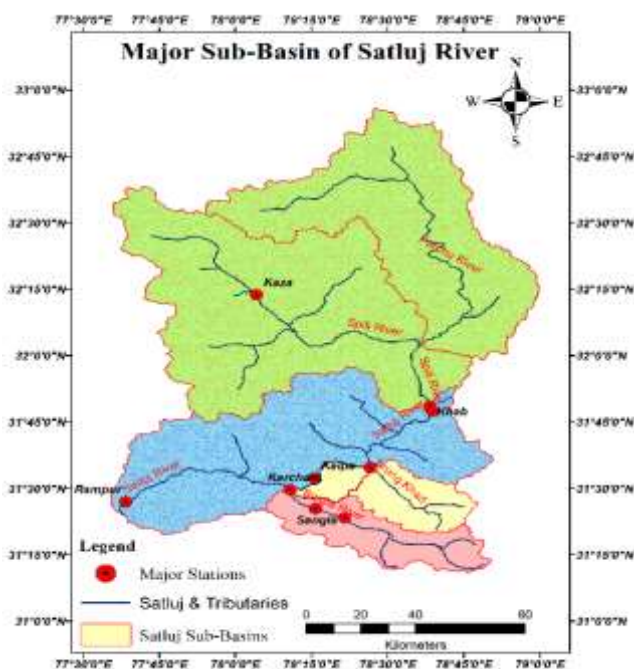 77°30'0"E 77°45'0"E 78°0'0"E 78°15'0"E 78°30'0"E 78°45'0"E 79°0'0"E
Major Sub-Basin of Satluj River
N
W E
S
33°0'0"N 33°0'0"N
32°45'0"N 32°45'0"N
32°30'0"N 32°30'0"N
32°15'0"N 32°15'0"N
32°0'0"N 32°0'0"N
31°45'0"N 31°45'0"N
31°30'0"N 31°30'0"N
31°15'0"N 31°15'0"N
31°0'0"N 31°0'0"N
River
Kaza
Spiti River
Spiti
Khab
Kalpa
Karcham
River
Khad
Rampur
Sangla
Legend
Major Stations
Satluj & Tributaries
Satluj Sub-Basins
0 20 40 60
Kilometers
77°30'0"E 77°45'0"E 78°0'0"E 78°15'0"E 78°30'0"E 78°45'0"E 79°0'0"E